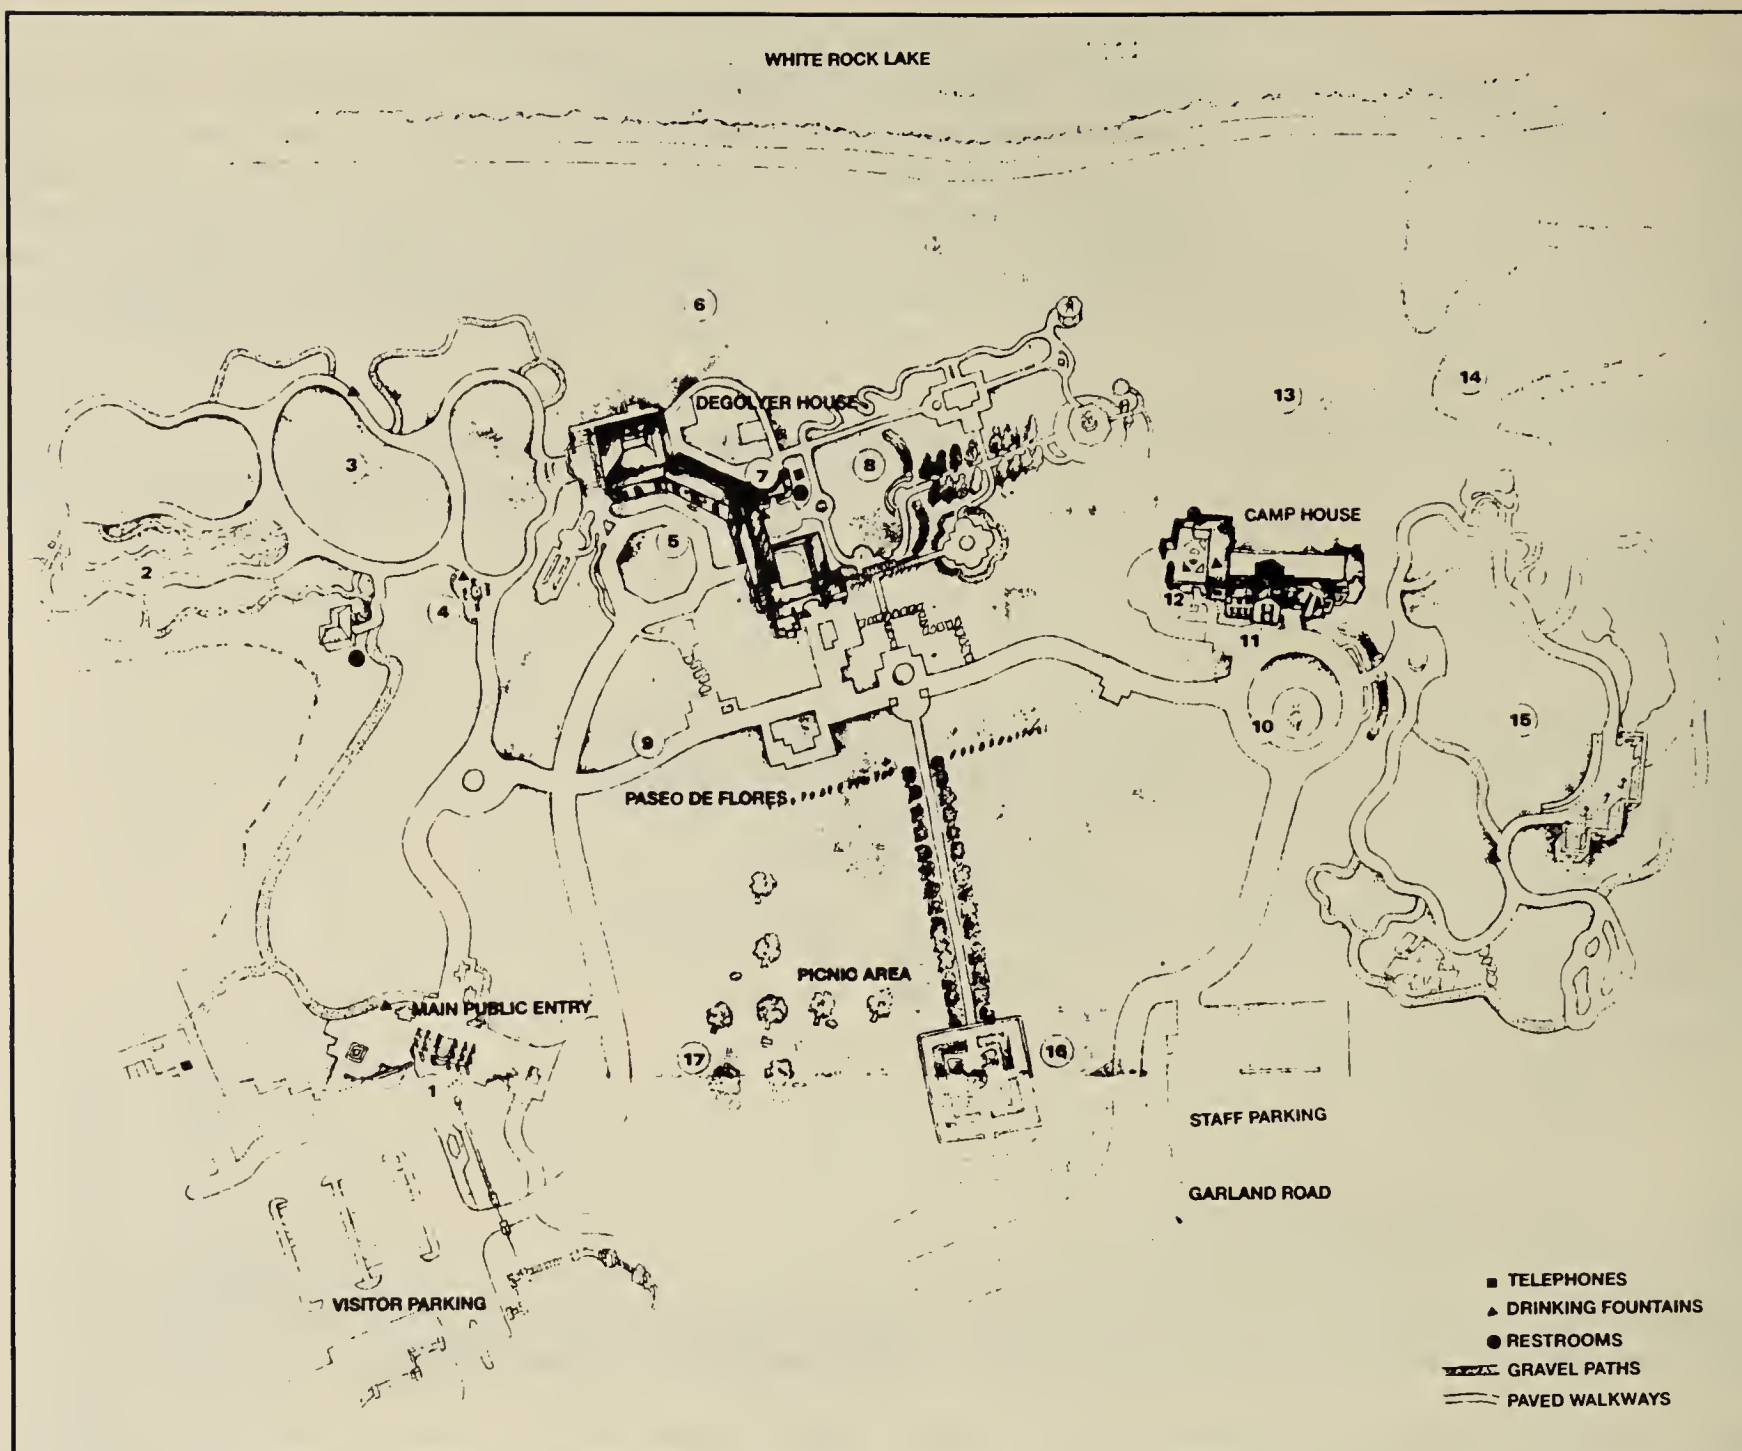 WHITE ROCK LAKE
6
13
14
DEGOLYER HOUSE
3
7
8
CAMP HOUSE
5
2
4
12
11
10
15
9
PASEO DE FLORES
PICNIC AREA
MAIN PUBLIC ENTRY
17
16
1
STAFF PARKING
GARLAND ROAD
VISITOR PARKING
TELEPHONES
DRINKING FOUNTAINS
RESTROOMS
GRAVEL PATHS
PAVED WALKWAYS